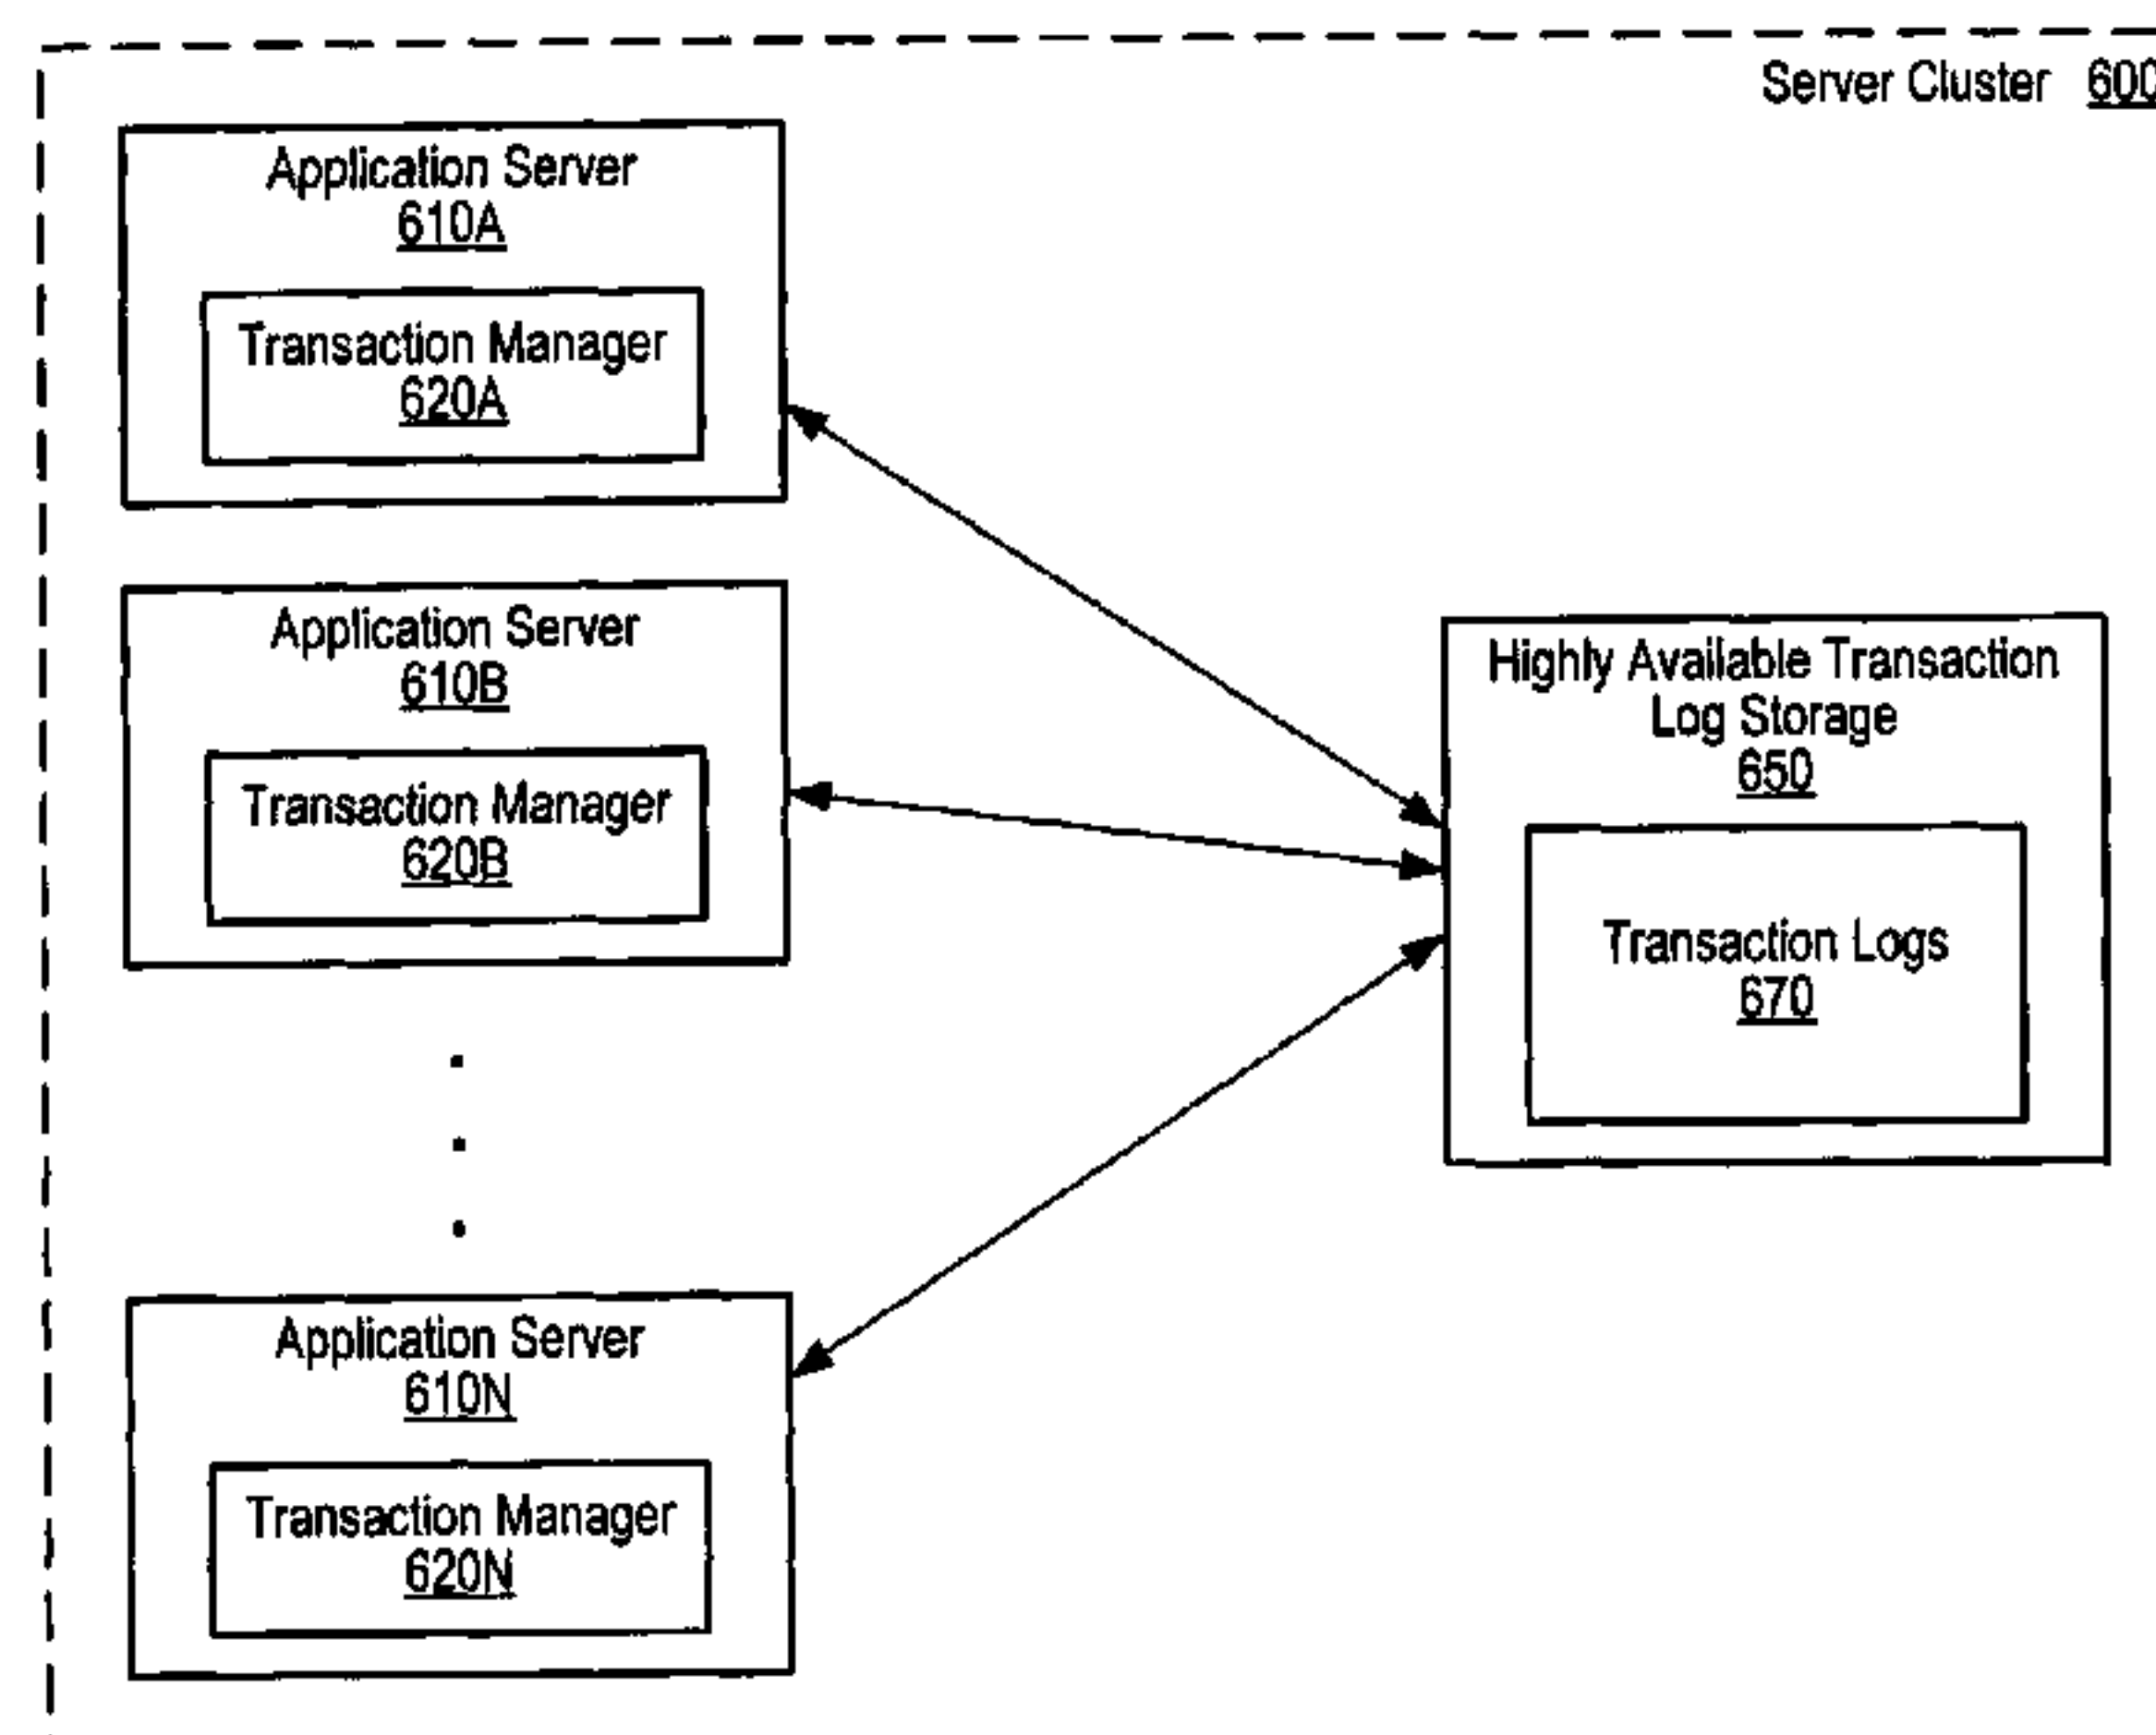 Server Cluster 600
Application Server
610A
Transaction Manager
620A
Application Server
610B
Transaction Manager
620B
Highly Available Transaction
Log Storage
650
Transaction Logs
670
Application Server
610N
Transaction Manager
620N